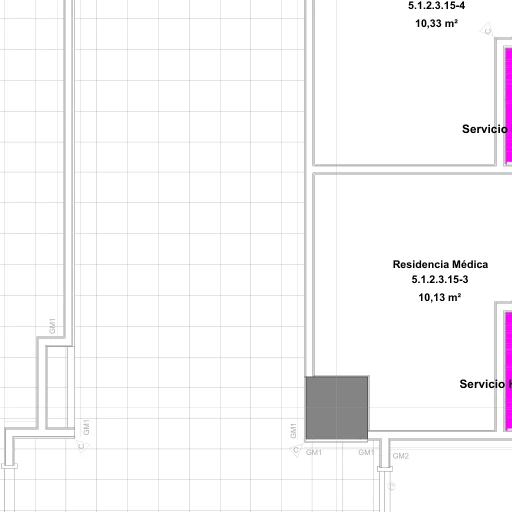 5.1.2.3.15-4
10,33 m²
C
Servicio
Residencia Médica
5.1.2.3.15-3
10,13 m²
GM1
Servicio H
GM1
GM1
C
C
GM1
GM1
GM2
C